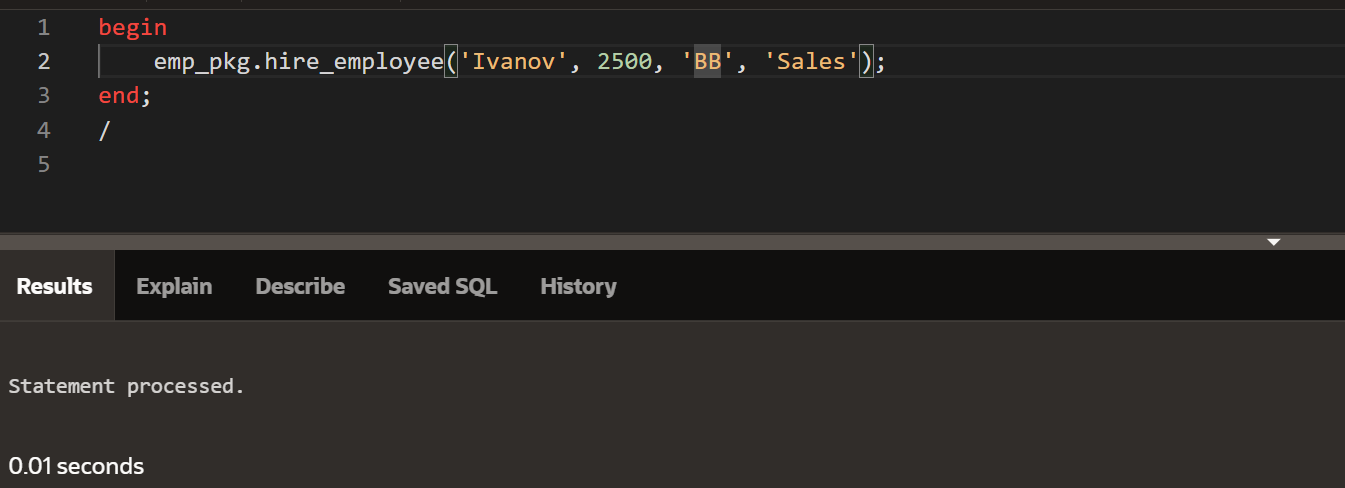 1 begin
2 emp_pkg.hire_employee('Ivanov', 2500, 'BB', 'Sales');
3 end;
4 /
5
Results Explain Describe Saved SQL History
Statement processed.
0.01 seconds